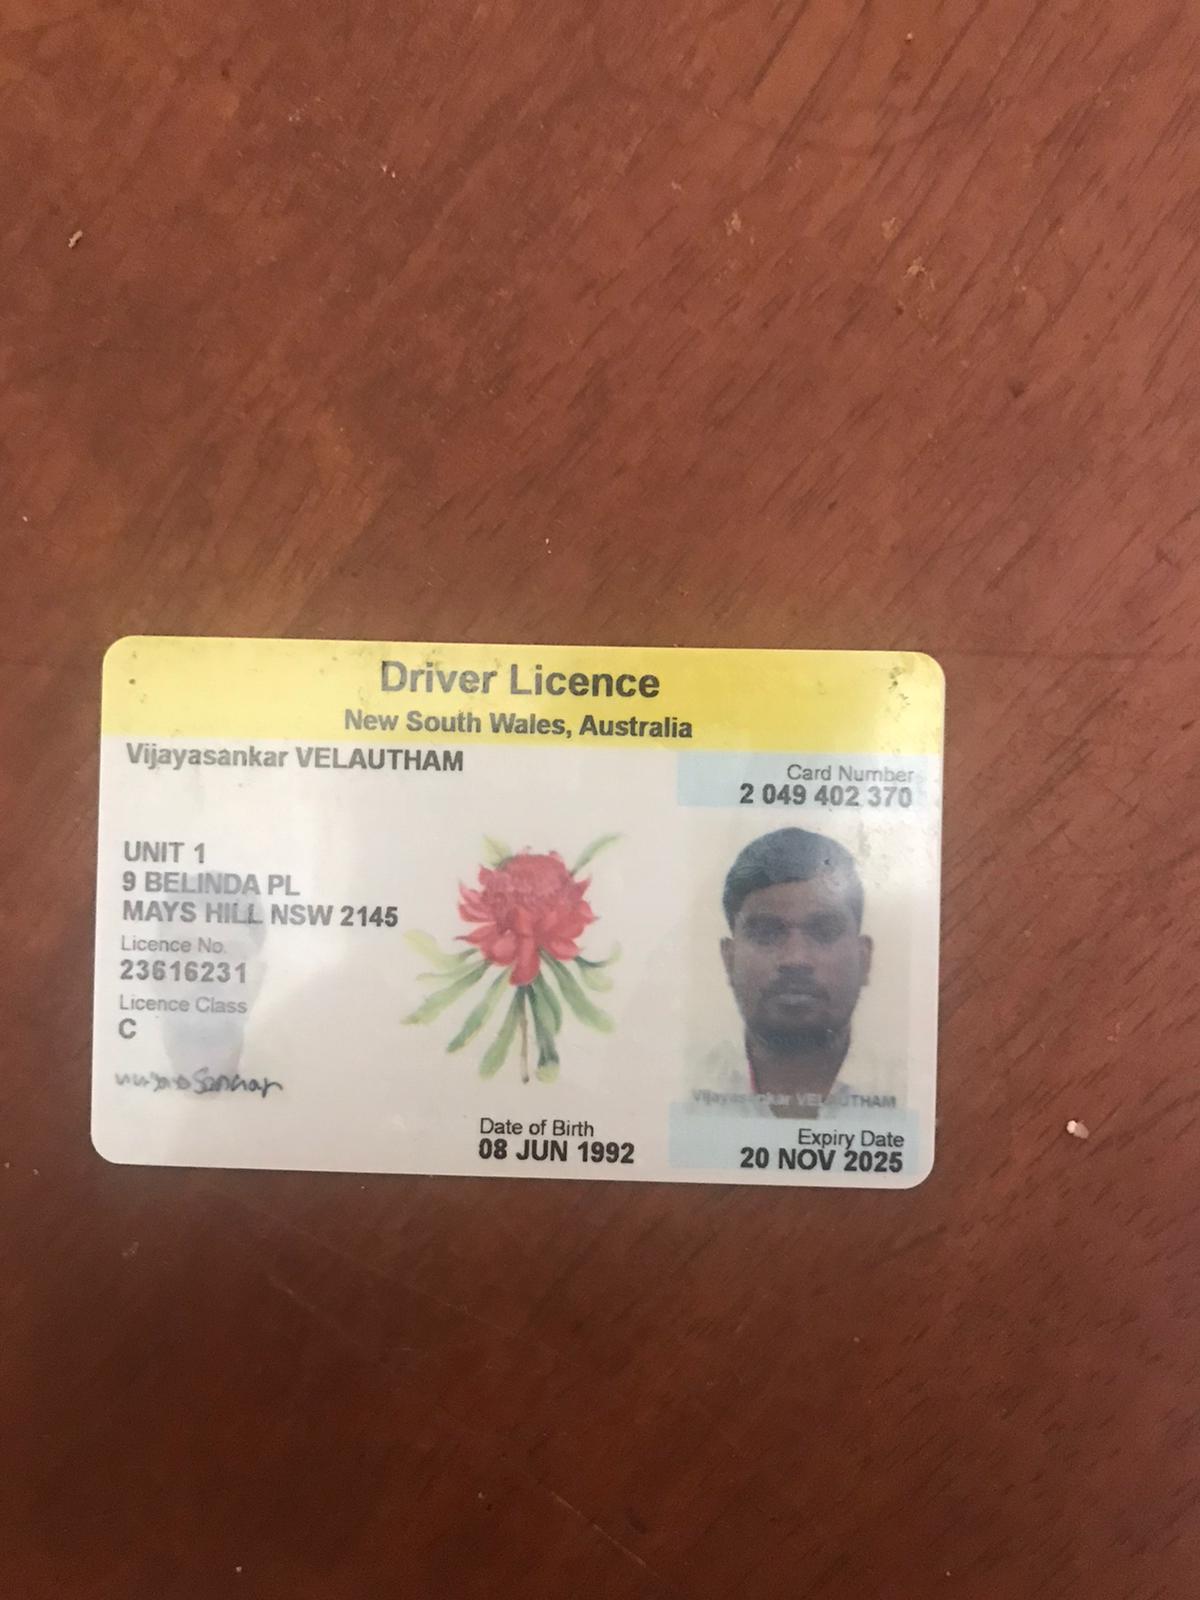 Driver Licence
New South Wales, Australia
Vijayasankar VELAUTHAM
Card Number
2 049 402 370
UNIT 1
9 BELINDA PL
MAYS HILL NSW 2145
Licence No.
23616231
Licence Class
C
Vijayasankar VELAUTHAM
Date of Birth
08 JUN 1992
Expiry Date
20 NOV 2025